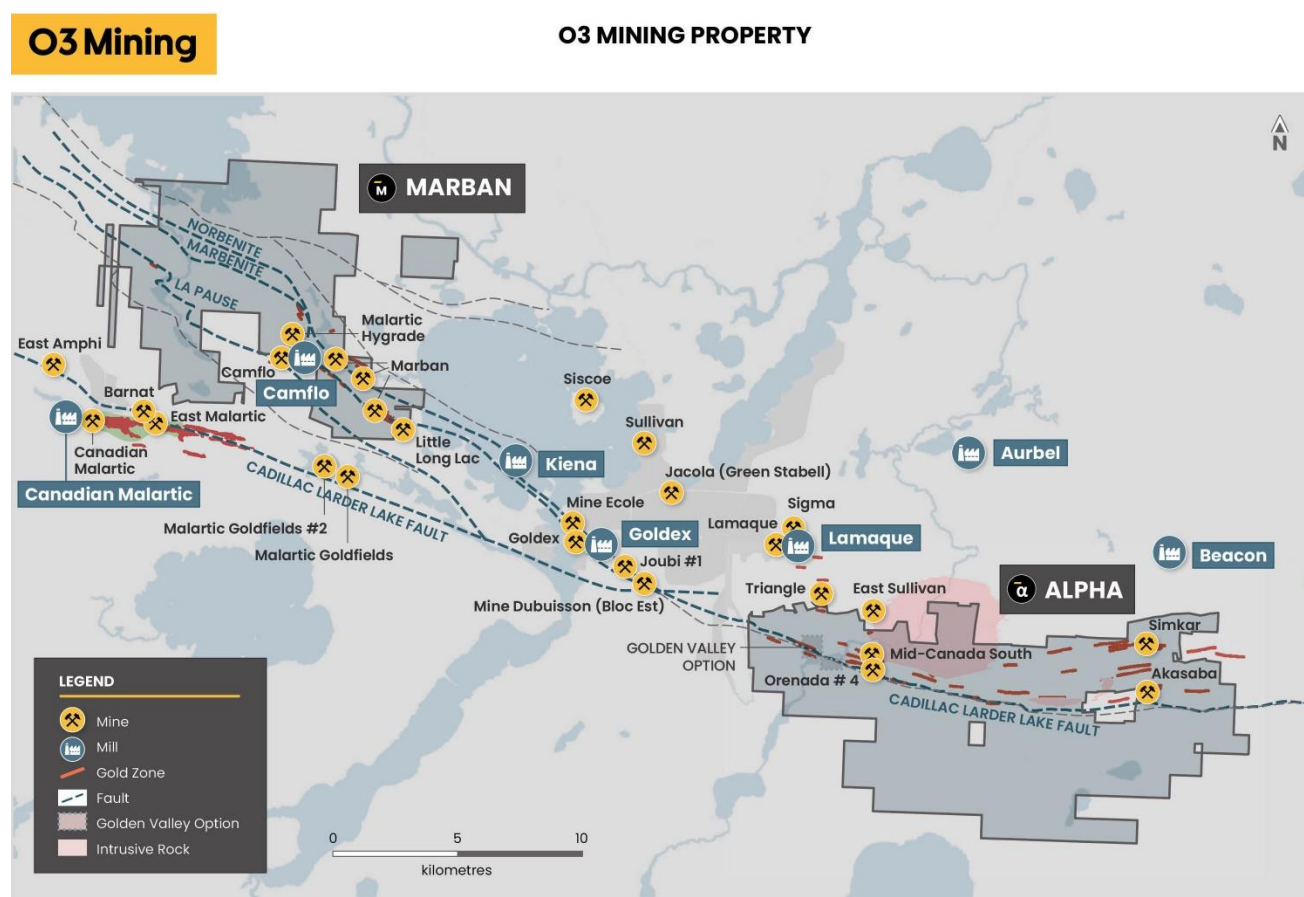 O3 Mining
O3 MINING PROPERTY
N
M
MARBAN
NORBENITE
MARBENITE
LA PAUSE
Malartic
Hygrade
East Amphi
Camflo
Marban
Camflo
Barnat
East Malartic
Siscoe
Sullivan
Little
Long Lac
Canadian
Malartic
Kiena
Aurbel
Canadian Malartic
CADILLAC LARDER LAKE FAULT
Jacola (Green Stabell)
Malartic Goldfields #2
Malartic Goldfields
Mine Ecole
Goldex
Goldex
Sigma
Lamaque
Lamaque
Beacon
Joubi #1
Mine Dubuisson (Bloc Est)
Triangle
East Sullivan
α
ALPHA
Simkar
GOLDEN VALLEY
OPTION
Mid-Canada South
Orenada # 4
Akasaba
CADILLAC LARDER LAKE FAULT
LEGEND
Mine
Mill
Gold Zone
Fault
Golden Valley Option
Intrusive Rock
0 5 10
kilometres